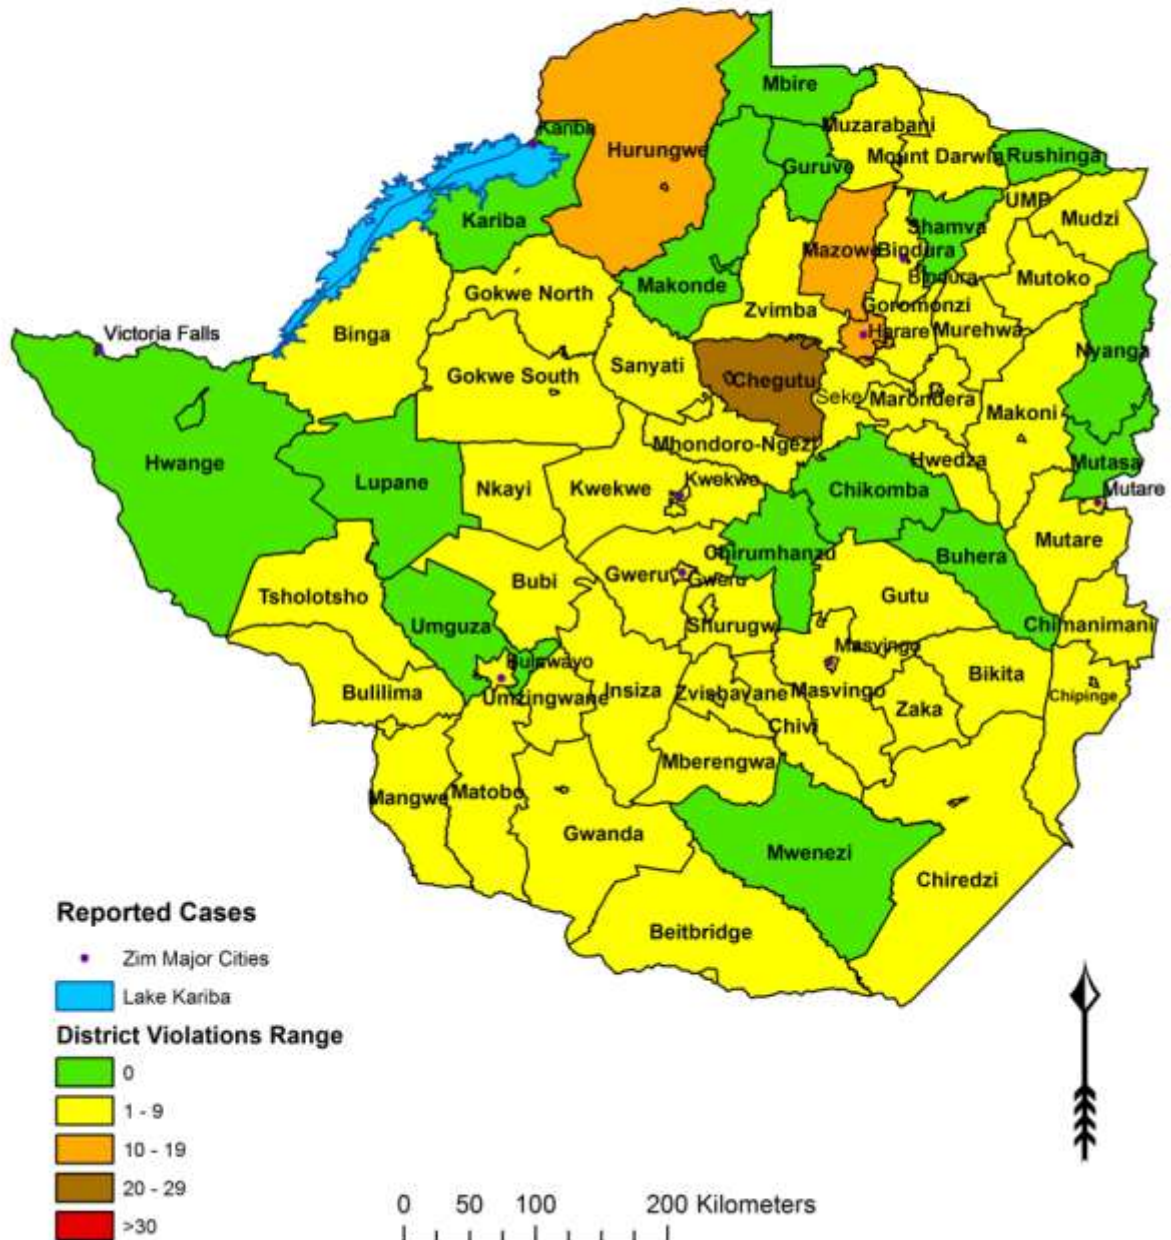 Mbire
Kariba
Muzarabani
Hurungwe
Mount Darwin
Rushinga
Guruve
UMP
Kariba
Shamva
Mudzi
Mazowe
Bindura
Bindura
Mutoko
Makonde
Gokwe North
Zvimba
Goromonzi
Victoria Falls
Binga
Harare
Murehwa
Nyanga
Sanyati
Gokwe South
Chegutu
Seke
Marondera
Makoni
Mhondoro-Ngezi
Hwange
Hwedza
Mutasa
Lupane
Nkayi
Kwekwe
Kwekwe
Chikomba
Mutare
Mutare
Chirumhanzu
Buhera
Bubi
Gweru
Gweru
Tsholotsho
Gutu
Umguza
Shurugw
Chimanimani
Masvingo
Bulawayo
Bikita
Bulilima
Umzingwane
Insiza
Zvishavane
Masvingo
Chipinge
Zaka
Chivi
Mberengwa
Mangwe
Matobo
Gwanda
Mwenezi
Chiredzi
Beitbridge
Reported Cases
Zim Major Cities
Lake Kariba
District Violations Range
0
1 - 9
10 - 19
20 - 29
>30
0 50 100 200 Kilometers